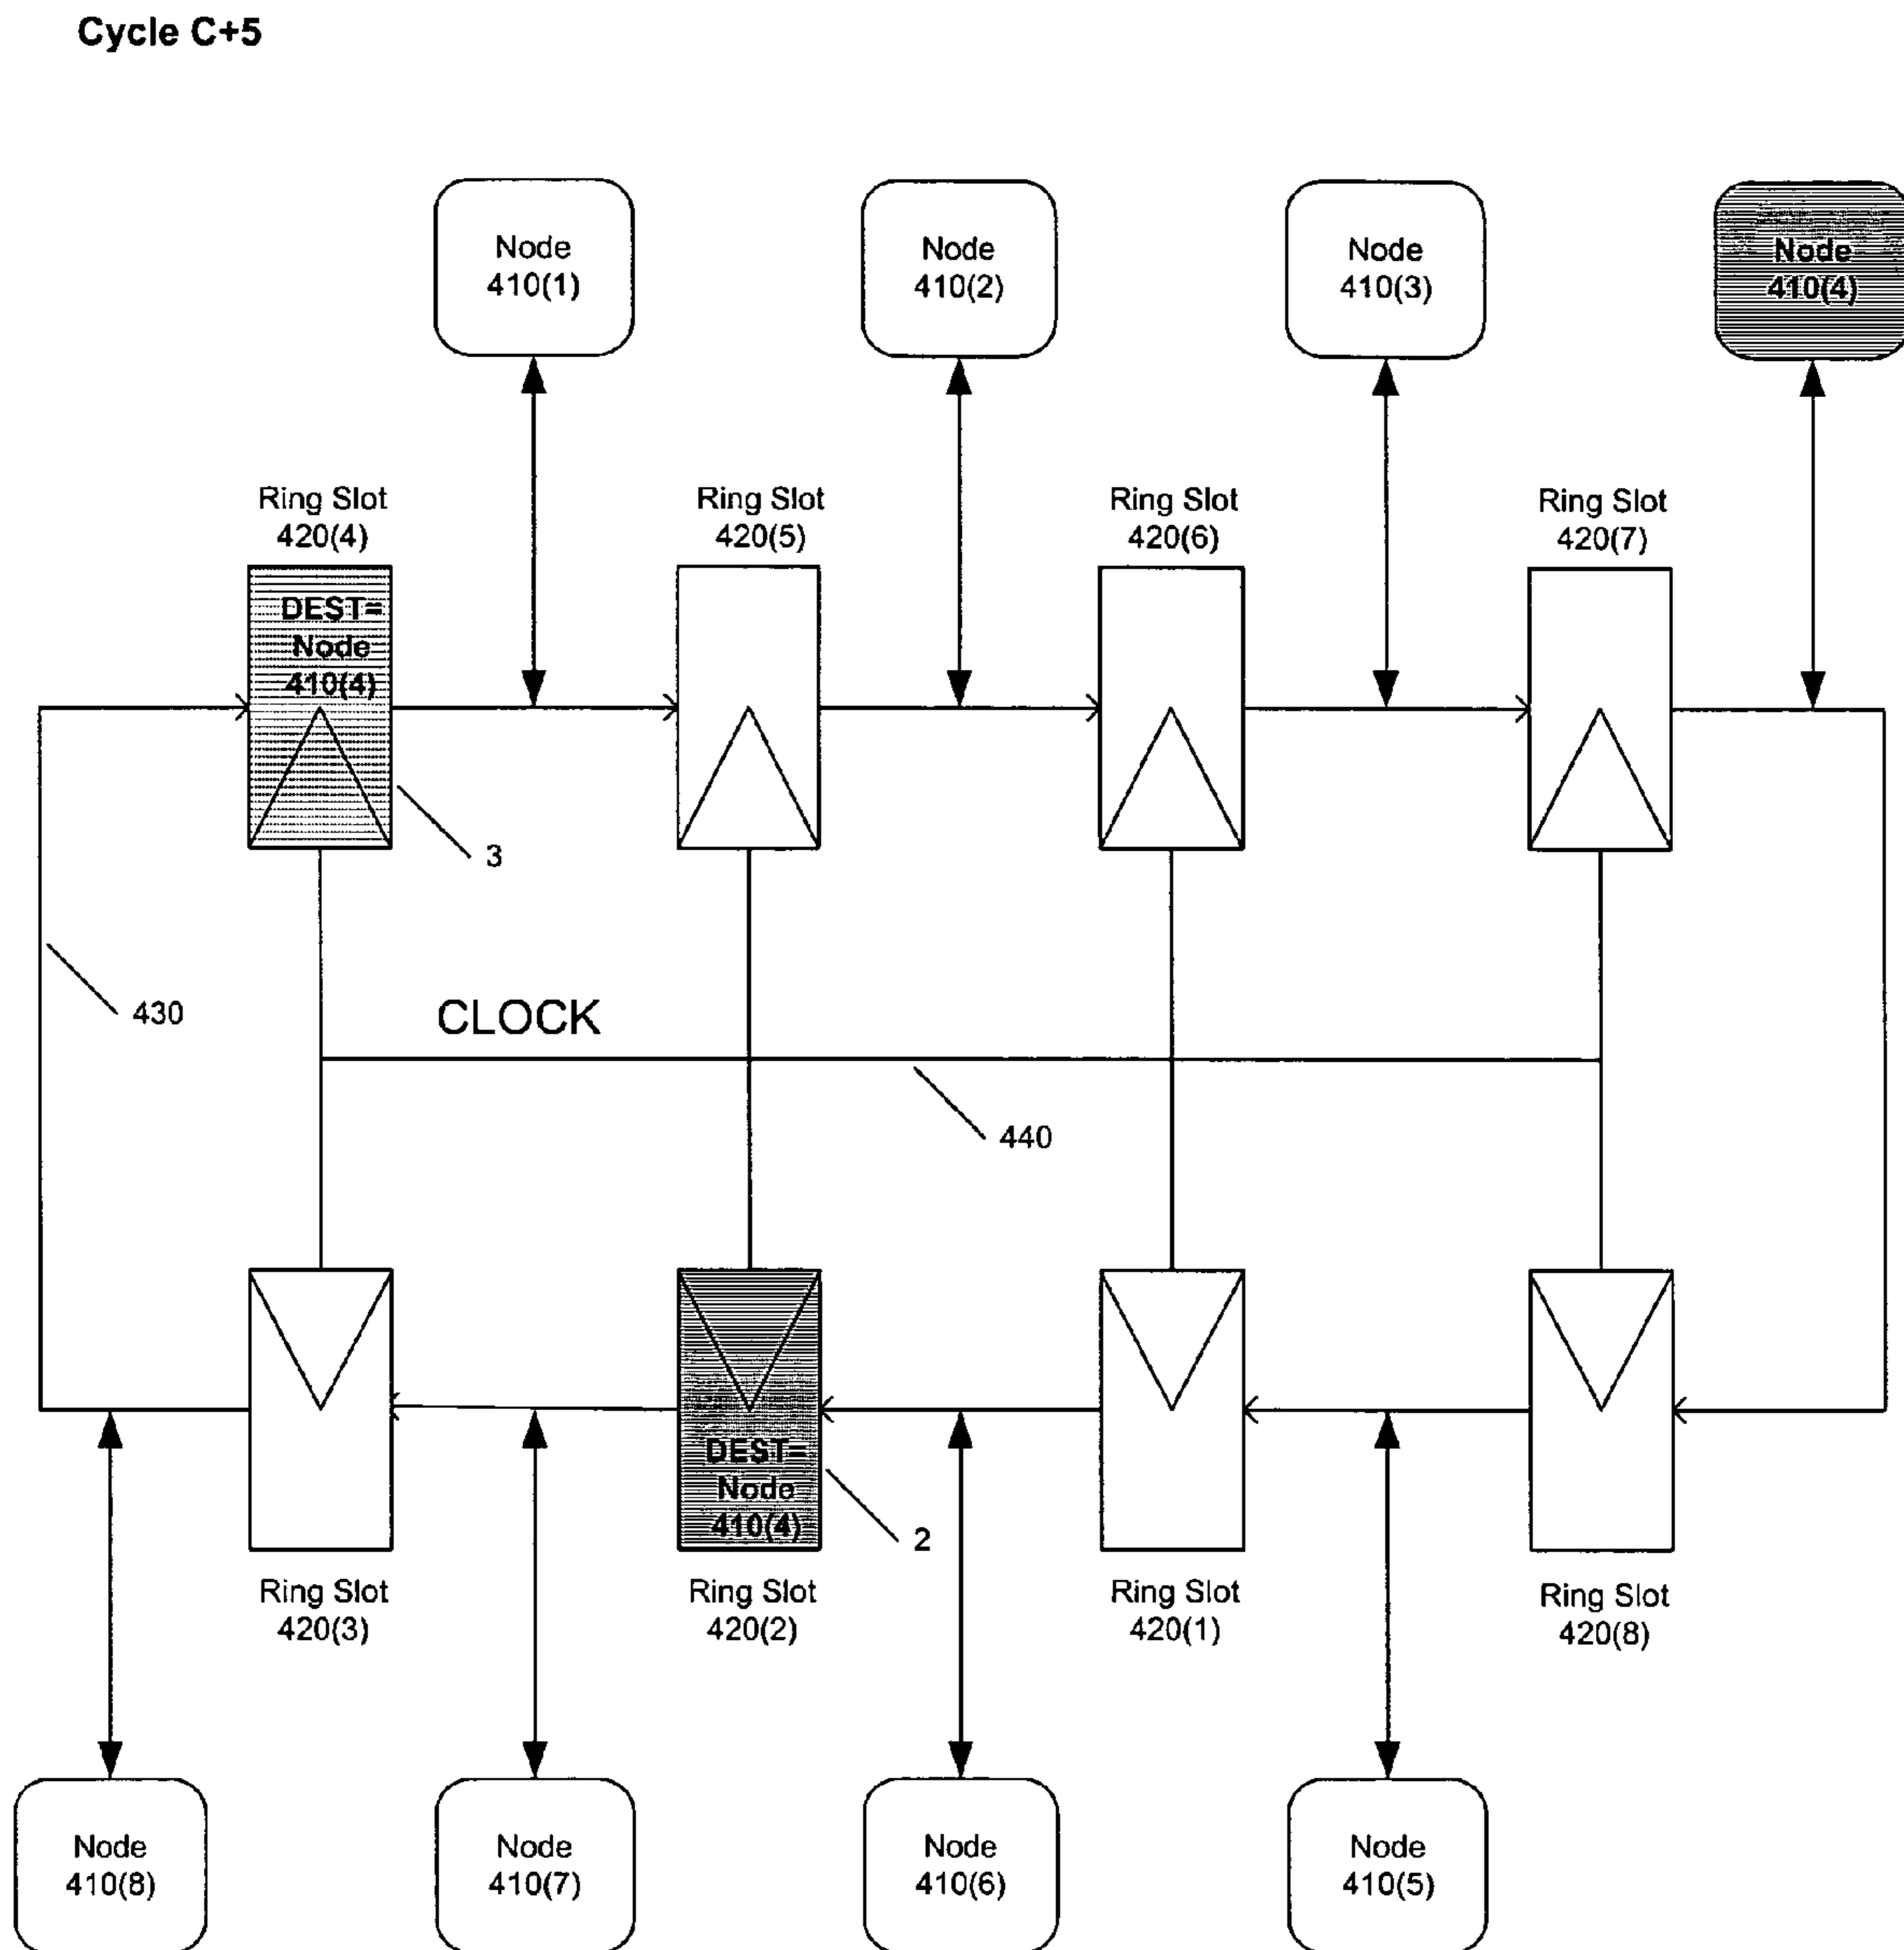 Cycle C+5
Node
410(1)
Node
410(2)
Node
410(3)
Node
410(4)
Ring Slot
420(4)
Ring Slot
420(5)
Ring Slot
420(6)
Ring Slot
420(7)
DEST=
Node
410(4)
3
430
CLOCK
440
DEST=
Node
410(4)
2
Ring Slot
420(3)
Ring Slot
420(2)
Ring Slot
420(1)
Ring Slot
420(8)
Node
410(8)
Node
410(7)
Node
410(6)
Node
410(5)